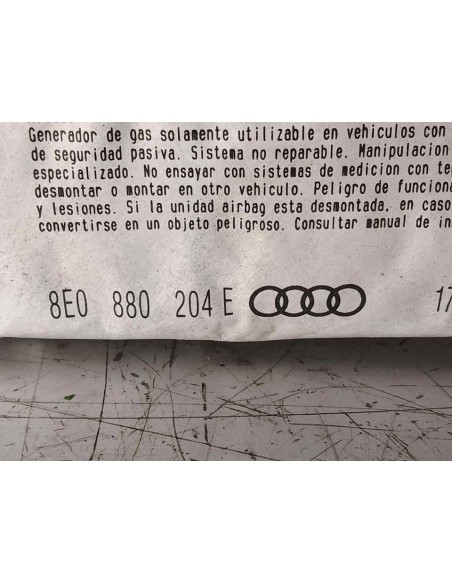 Generador de gas solamente utilizable en vehiculos con
de seguridad pasiva. Sistema no reparable. Manipulacion
especializado. No ensayar con sistemas de medicion con
desmontar o montar en otro vehiculo. Peligro de
y lesiones. Si la unidad airbag esta desmontada, en caso
convertirse en un objeto peligroso. Consultar manual de
8E0 880 204 E 17